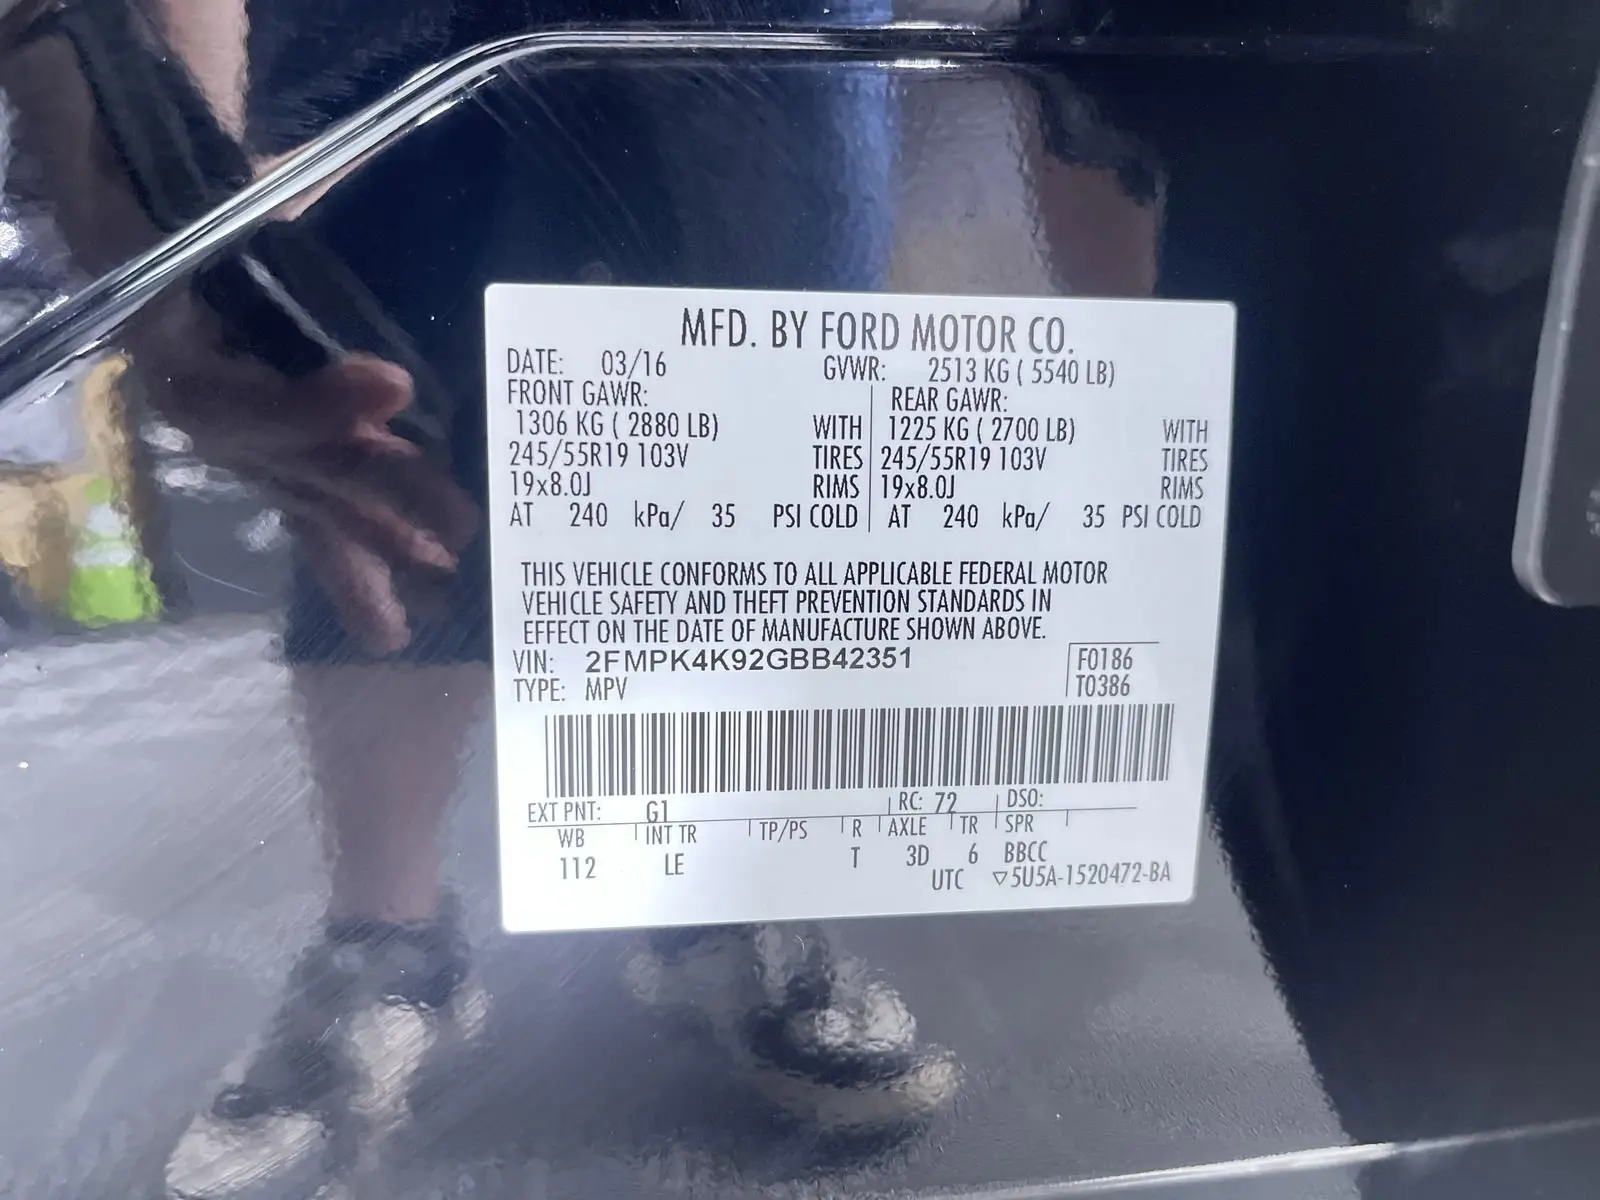 MFD. BY FORD MOTOR CO.
DATE: 03/16 GVWR: 2513 KG ( 5540 LB)
FRONT GAWR: REAR GAWR:
1306 KG ( 2880 LB) WITH 1225 KG ( 2700 LB) WITH
245/55R19 103V TIRES 245/55R19 103V TIRES
19x8.0J RIMS 19x8.0J RIMS
AT 240 kPa/ 35 PSI COLD AT 240 kPa/ 35 PSI COLD
THIS VEHICLE CONFORMS TO ALL APPLICABLE FEDERAL MOTOR
VEHICLE SAFETY AND THEFT PREVENTION STANDARDS IN
EFFECT ON THE DATE OF MANUFACTURE SHOWN ABOVE.
VIN: 2FMPK4K92GBB42351 F0186
TYPE: MPV T0386
EXT PNT: G1 RC: 72 DSO:
WB INT TR TP/PS R AXLE TR SPR
112 LE T 3D 6 BBCC
UTC ▽5U5A-1520472-BA